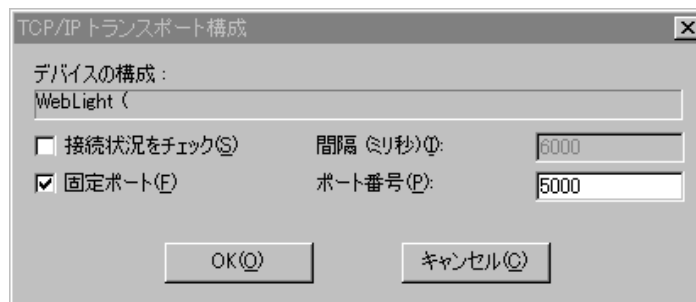 TCP/IP トランスポート構成
デバイスの構成 :
WebLight (
接続状況をチェック(S) 間隔 (ミリ秒)(I): 6000
固定ポート(F) ポート番号(P): 5000
OK(O) キャンセル(C)